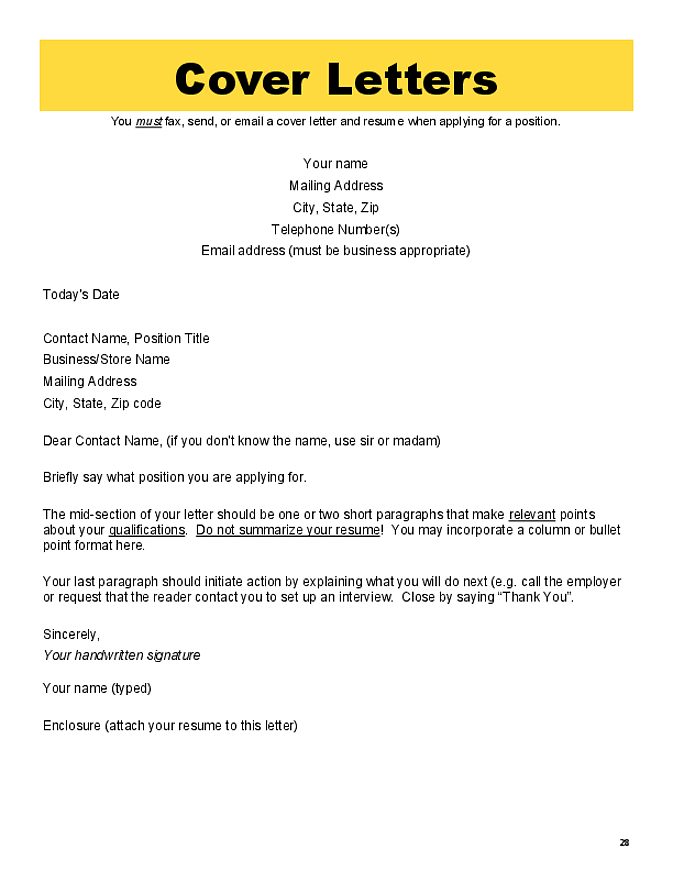 Cover Letters
You must fax, send, or email a cover letter and resume when applying for a position.
Your name
Mailing Address
City, State, Zip
Telephone Number(s)
Email address (must be business appropriate)
Today's Date
Contact Name, Position Title
Business/Store Name
Mailing Address
City, State, Zip code
Dear Contact Name, (if you don't know the name, use sir or madam)
Briefly say what position you are applying for.
The mid-section of your letter should be one or two short paragraphs that make relevant points
about your qualifications.  Do not summarize your resume!  You may incorporate a column or bullet
point format here.
Your last paragraph should initiate action by explaining what you will do next (e.g. call the employer
or request that the reader contact you to set up an interview.  Close by saying “Thank You”.
Sincerely,
Your handwritten signature
Your name (typed)
Enclosure (attach your resume to this letter)
28